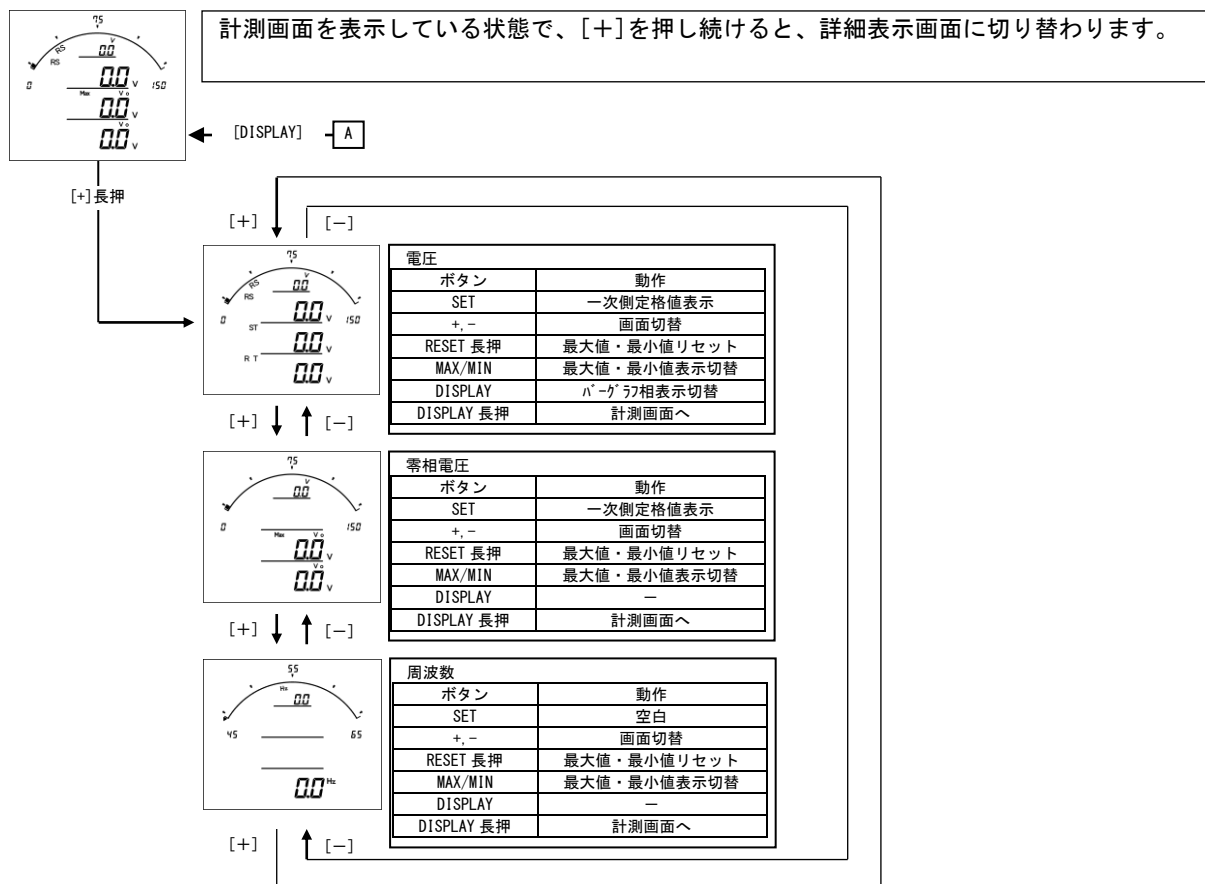 計測画面を表示している状態で、[＋]を押し続けると、詳細表示画面に切り替わります。
75
V
RS 0.0
RS 0.0 V
0 150
Max Vo
0.0 V
Vo
0.0 V
[DISPLAY] A
[+]長押
[＋] [－]
75
V
RS 0.0
RS 0.0 V
0 150
ST 0.0 V
RT 0.0 V
電圧
ボタン 動作
SET 一次側定格値表示
+,− 画面切替
RESET 長押 最大値・最小値リセット
MAX/MIN 最大値・最小値表示切替
DISPLAY ﾊﾞｰｸﾞﾗﾌ相表示切替
DISPLAY 長押 計測画面へ
[＋] [－]
75
V
0.0
0 150
Max Vo
0.0 V
Vo
0.0 V
零相電圧
ボタン 動作
SET 一次側定格値表示
+,− 画面切替
RESET 長押 最大値・最小値リセット
MAX/MIN 最大値・最小値表示切替
DISPLAY －
DISPLAY 長押 計測画面へ
[＋] [－]
55
Hz
0.0
45 65
0.0 Hz
周波数
ボタン 動作
SET 空白
+,− 画面切替
RESET 長押 最大値・最小値リセット
MAX/MIN 最大値・最小値表示切替
DISPLAY －
DISPLAY 長押 計測画面へ
[＋] [－]